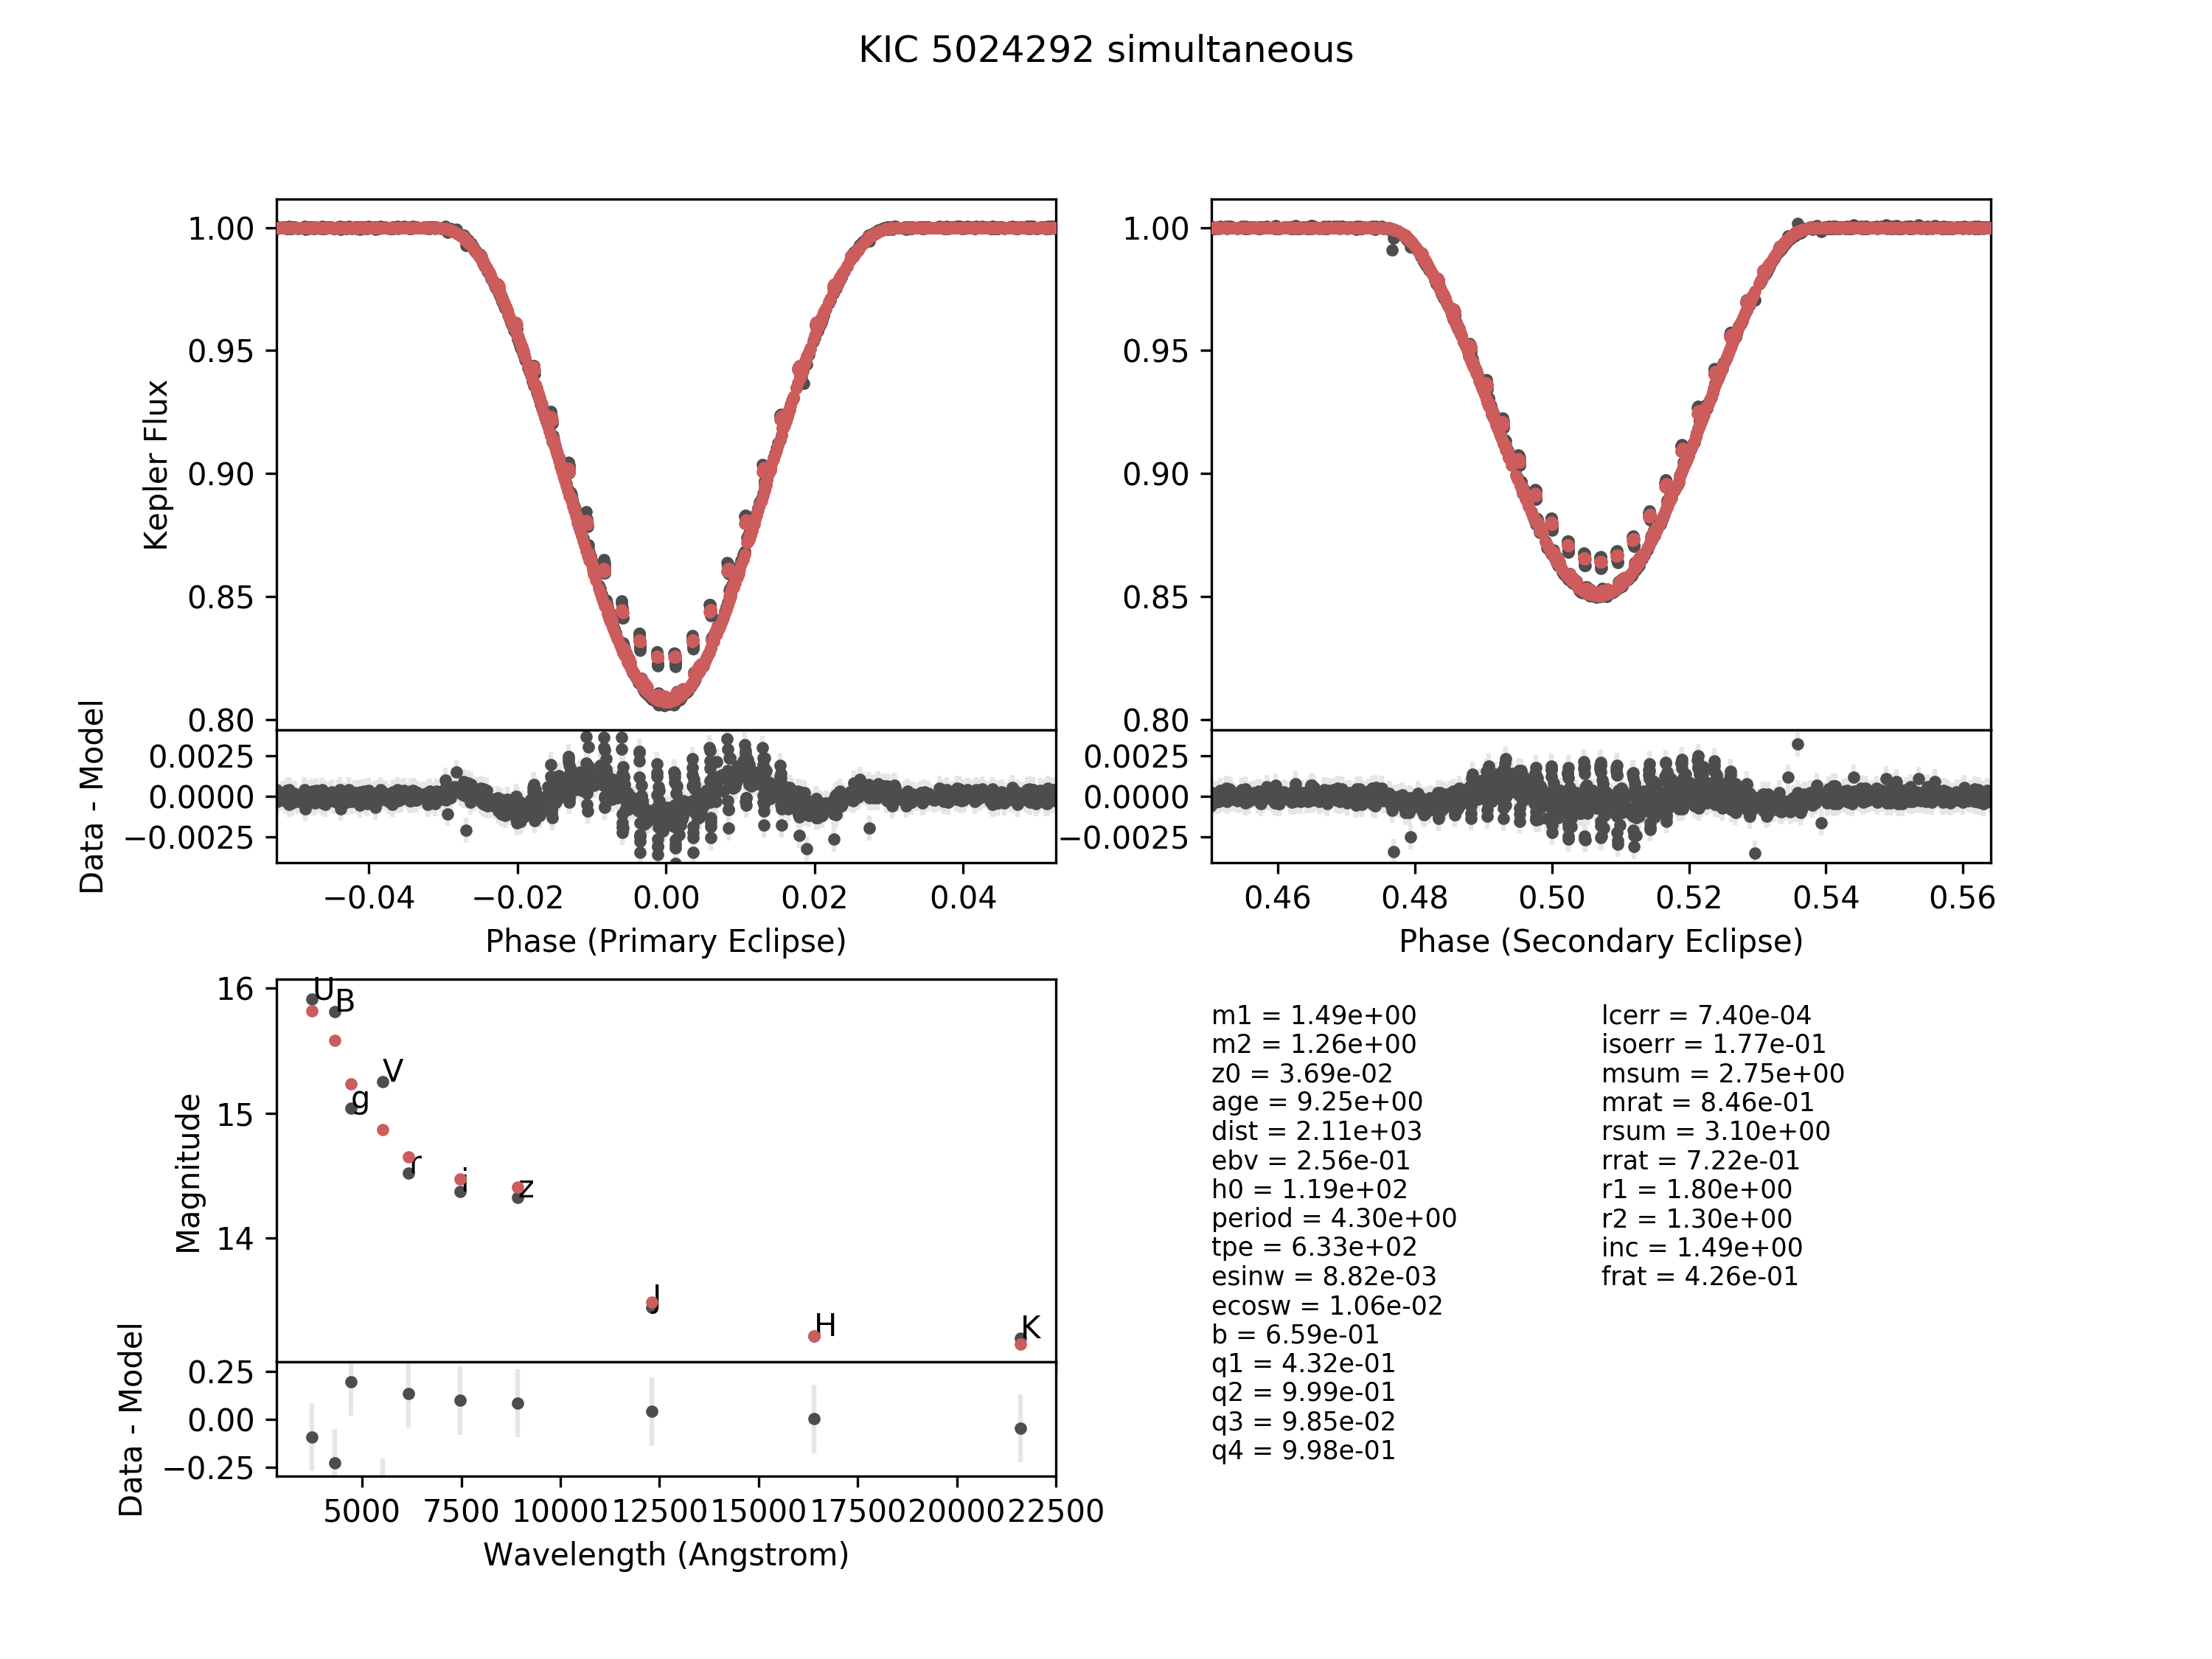 KIC 5024292 simultaneous
1.00
0.95
0.90
0.85
0.80
Kepler Flux
0.0025
0.0000
−0.0025
Data - Model
−0.04
−0.02
0.00
0.02
0.04
Phase (Primary Eclipse)
1.00
0.95
0.90
0.85
0.80
0.0025
0.0000
−0.0025
0.46
0.48
0.50
0.52
0.54
0.56
Phase (Secondary Eclipse)
16
15
14
Magnitude
U
B
g
V
r
i
z
J
H
K
0.25
0.00
−0.25
Data - Model
5000
7500
10000
12500
15000
17500
20000
22500
Wavelength (Angstrom)
m1 = 1.49e+00
m2 = 1.26e+00
z0 = 3.69e-02
age = 9.25e+00
dist = 2.11e+03
ebv = 2.56e-01
h0 = 1.19e+02
period = 4.30e+00
tpe = 6.33e+02
esinw = 8.82e-03
ecosw = 1.06e-02
b = 6.59e-01
q1 = 4.32e-01
q2 = 9.99e-01
q3 = 9.85e-02
q4 = 9.98e-01
lcerr = 7.40e-04
isoerr = 1.77e-01
msum = 2.75e+00
mrat = 8.46e-01
rsum = 3.10e+00
rrat = 7.22e-01
r1 = 1.80e+00
r2 = 1.30e+00
inc = 1.49e+00
frat = 4.26e-01